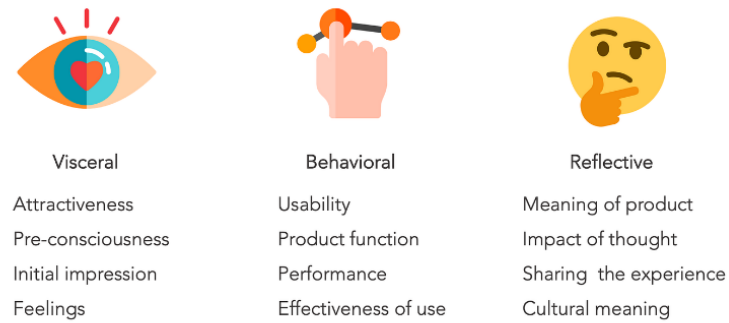 Visceral
Attractiveness
Pre-consciousness
Initial impression
Feelings
Behavioral
Usability
Product function
Performance
Effectiveness of use
Reflective
Meaning of product
Impact of thought
Sharing the experience
Cultural meaning